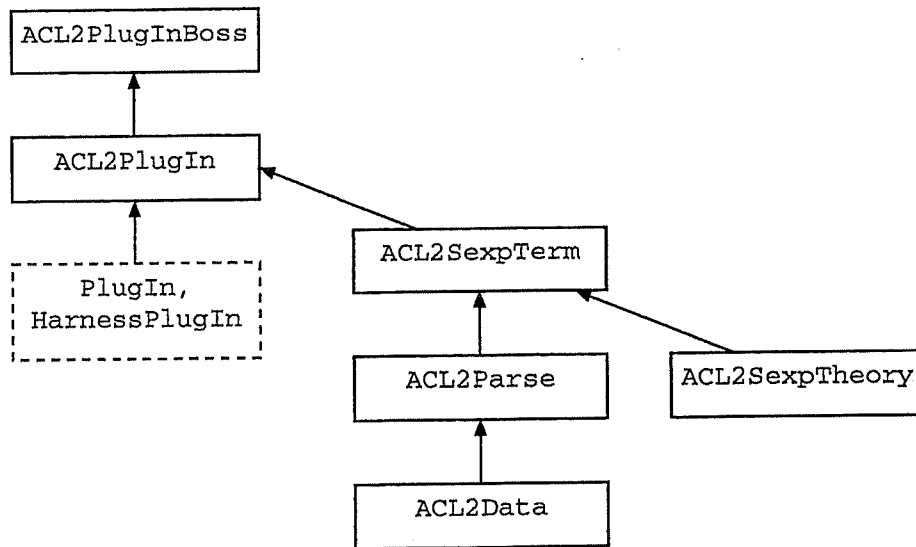 ACL2PlugInBoss
ACL2PlugIn
ACL2SexpTerm
PlugIn,
HarnessPlugIn
ACL2Parse
ACL2SexpTheory
ACL2Data